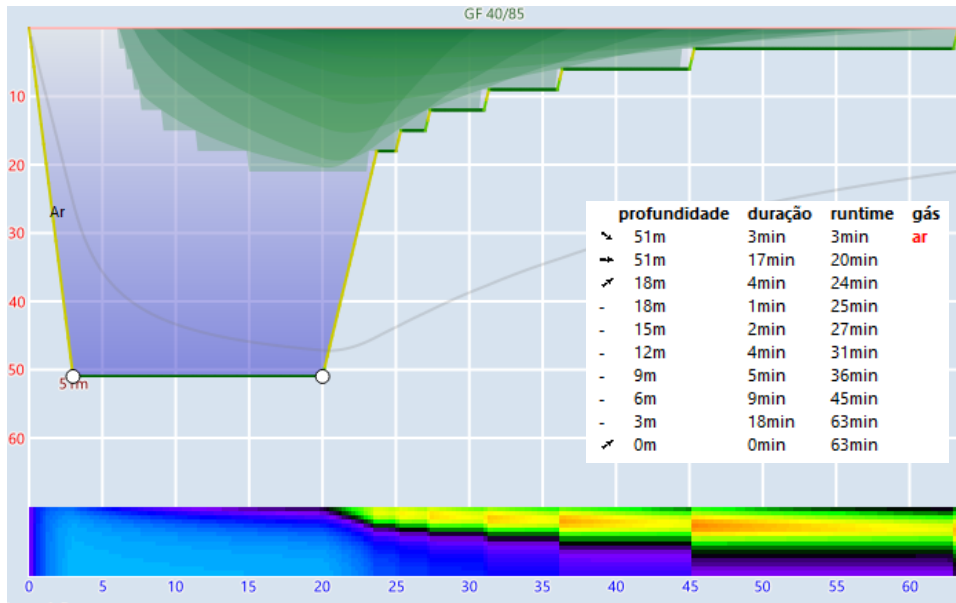 GF 40/85
10
20
30
40
50
60
Ar
51m
profundidade duração runtime gás
51m 3min 3min ar
51m 17min 20min
18m 4min 24min
- 18m 1min 25min
- 15m 2min 27min
- 12m 4min 31min
- 9m 5min 36min
- 6m 9min 45min
- 3m 18min 63min
0m 0min 63min
0 5 10 15 20 25 30 35 40 45 50 55 60